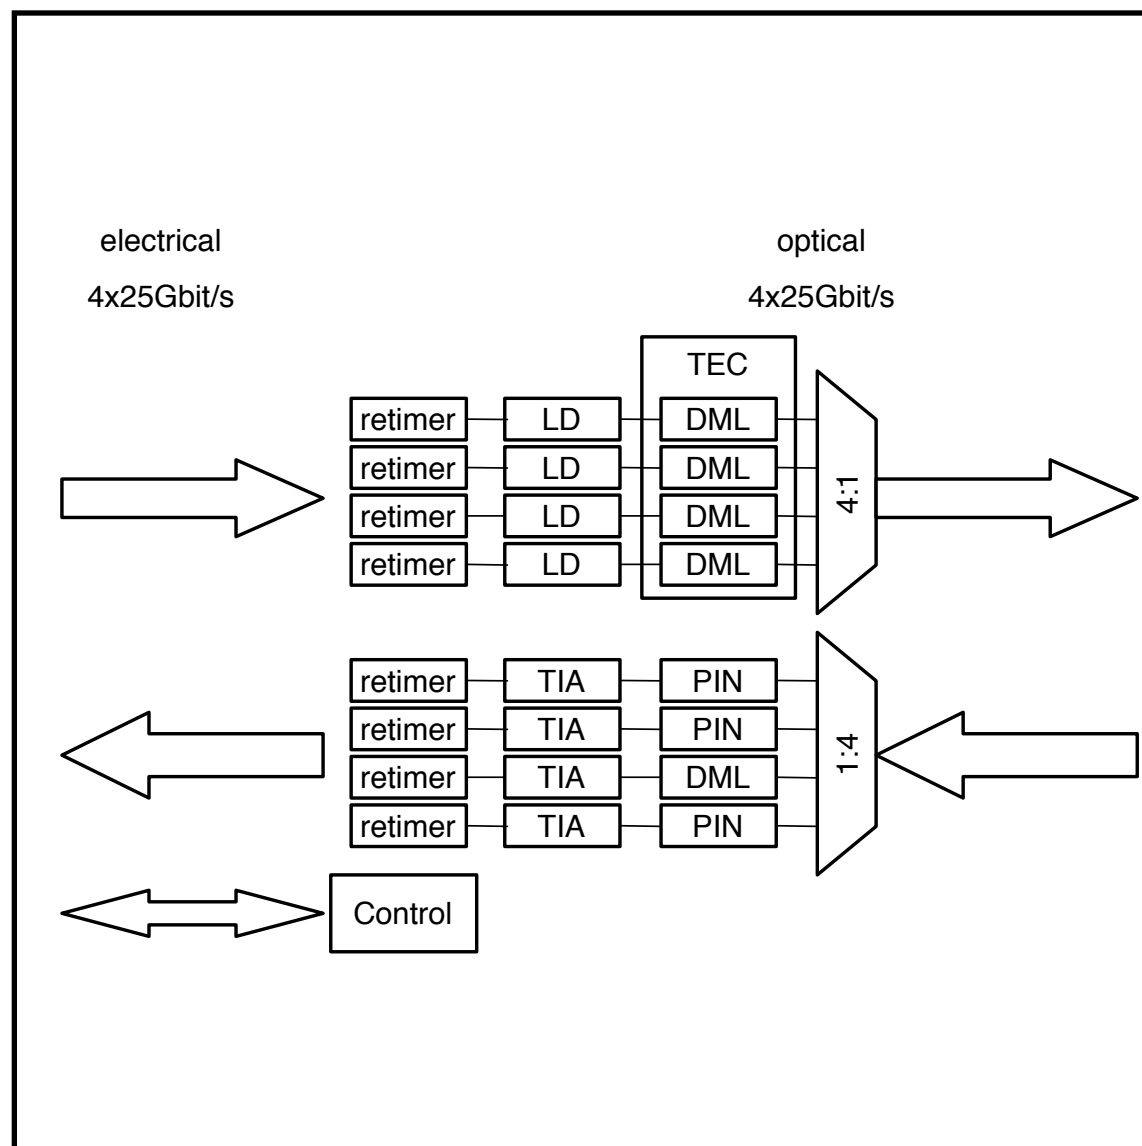 electrical
optical
4x25Gbit/s
4x25Gbit/s
TEC
retimer LD DML
retimer LD DML
retimer LD DML
retimer LD DML
4:1
retimer TIA PIN
retimer TIA PIN
retimer TIA DML
retimer TIA PIN
1:4
Control